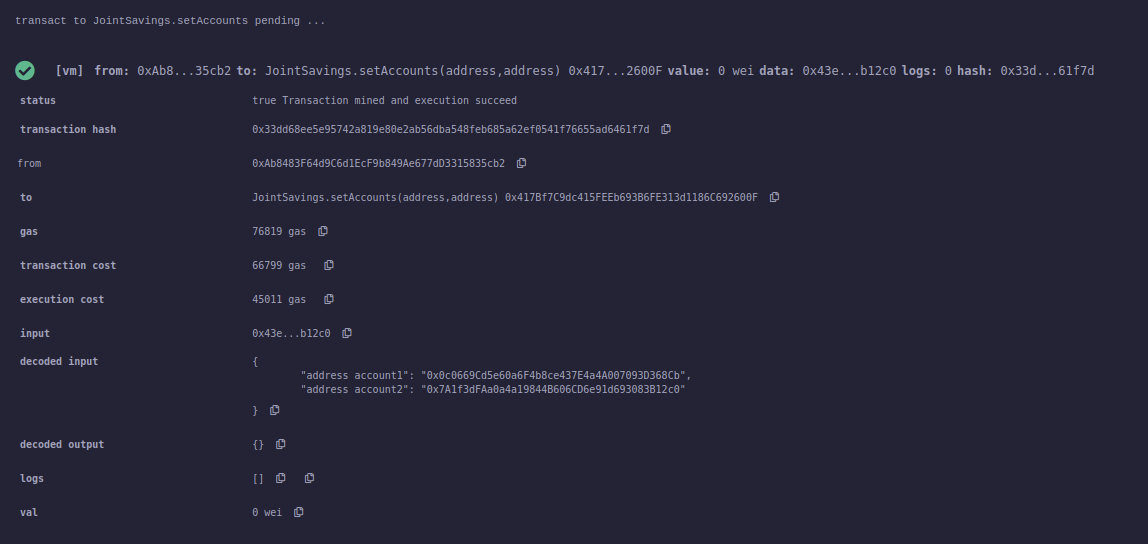 transact to JointSavings.setAccounts pending ...
[vm] from: 0xAb8...35cb2 to: JointSavings.setAccounts(address,address) 0x417...2600F value: 0 wei data: 0x43e...b12c0 logs: 0 hash: 0x33d...61f7d
status true Transaction mined and execution succeed
transaction hash 0x33dd68ee5e95742a819e80e2ab56dba548feb685a62ef0541f76655ad6461f7d
from 0xAb8483F64d9C6d1EcF9b849Ae677dD3315835cb2
to JointSavings.setAccounts(address,address) 0x417Bf7C9dc415FEEb693B6FE313d1186C692600F
gas 76819 gas
transaction cost 66799 gas
execution cost 45011 gas
input 0x43e...b12c0
decoded input {
"address account1": "0x0c0669Cd5e60a6F4b8ce437E4a4A007093D368Cb",
"address account2": "0x7A1f3dFAa0a4a19844B606CD6e91d693083B12c0"
}
decoded output {}
logs []
val 0 wei